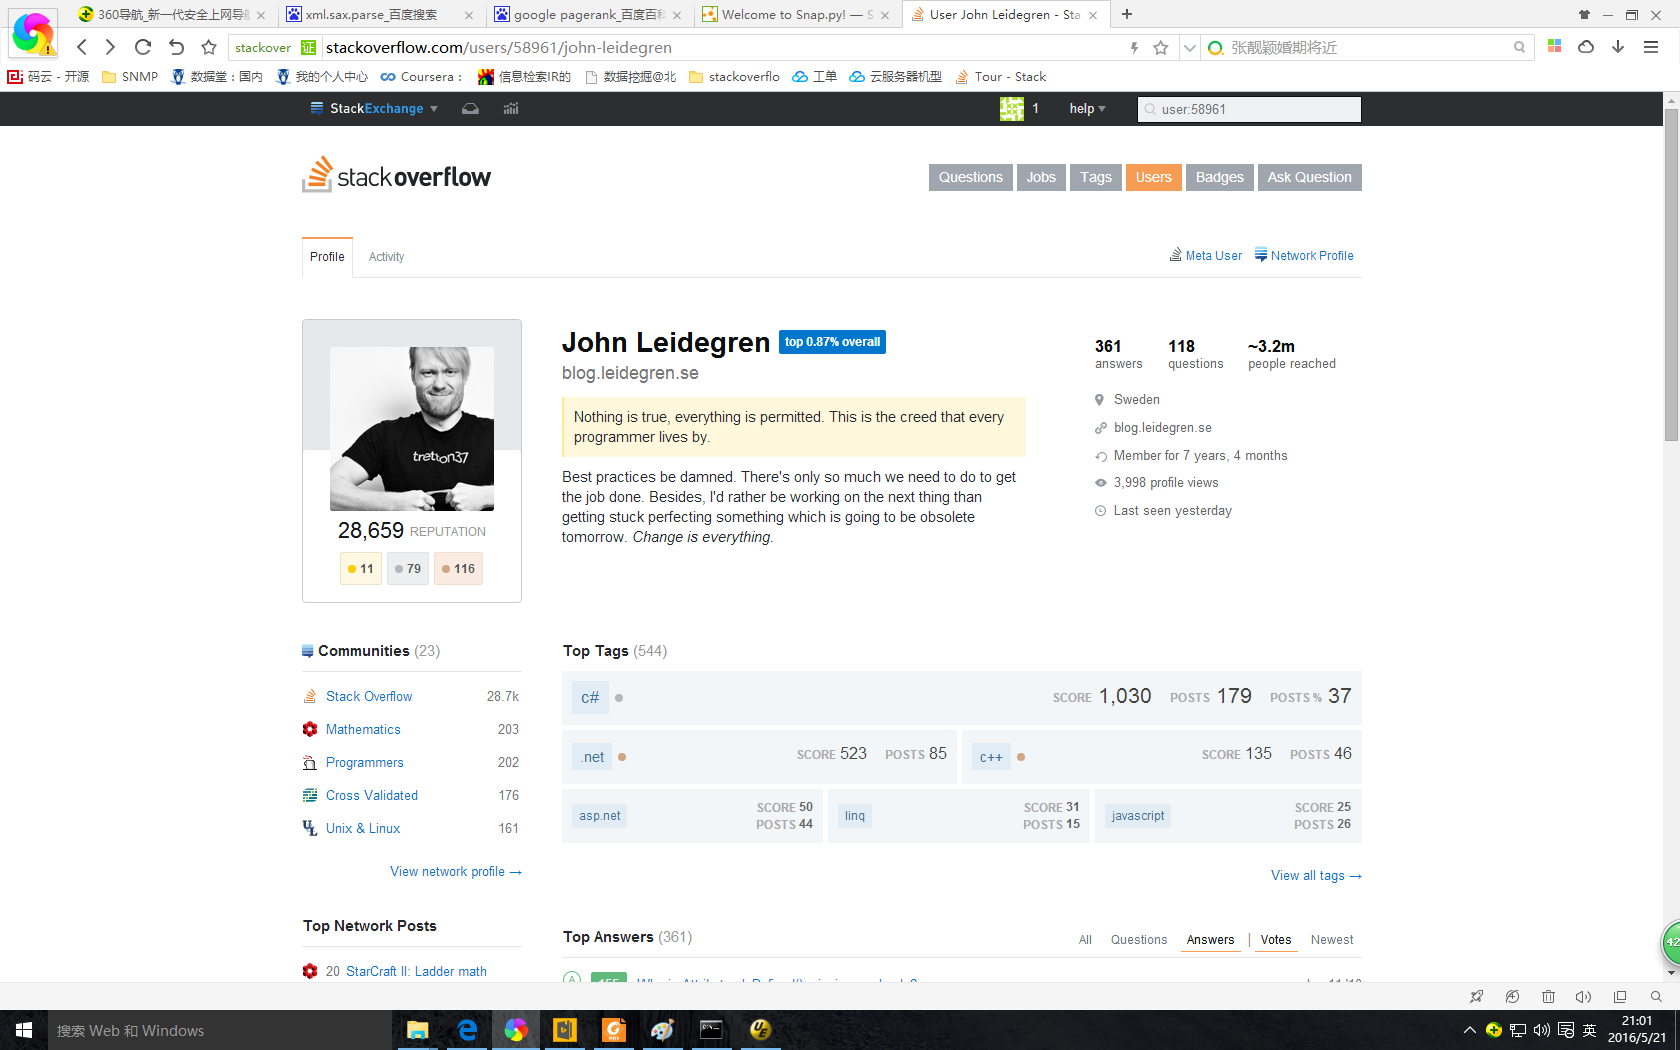 360导航_新一代安全上网导航
xml.sax.parse_百度搜索
google pagerank_百度百科
Welcome to Snap.py! — S
User John Leidegren - Sta
stackover 证 stackoverflow.com/users/58961/john-leidegren
张靓颖婚期将近
码云 - 开源 SNMP 数据堂：国内 我的个人中心 Coursera： 信息检索IR的 数据挖掘@北 stackoverflo 工单 云服务器机型 Tour - Stack
StackExchange 1 help user:58961
stackoverflow
Questions Jobs Tags Users Badges Ask Question
Profile Activity Meta User Network Profile
John Leidegren top 0.87% overall
blog.leidegren.se
Nothing is true, everything is permitted. This is the creed that every
programmer lives by.
Best practices be damned. There's only so much we need to do to get
the job done. Besides, I'd rather be working on the next thing than
getting stuck perfecting something which is going to be obsolete
tomorrow. Change is everything.
361 118 ~3.2m
answers questions people reached
Sweden
blog.leidegren.se
Member for 7 years, 4 months
3,998 profile views
Last seen yesterday
tretton37
28,659 REPUTATION
11 79 116
Communities (23)
Stack Overflow 28.7k
Mathematics 203
Programmers 202
Cross Validated 176
Unix & Linux 161
View network profile →
Top Network Posts
20 StarCraft II: Ladder math
Top Tags (544)
c# SCORE 1,030 POSTS 179 POSTS % 37
.net SCORE 523 POSTS 85
c++ SCORE 135 POSTS 46
asp.net SCORE 50 POSTS 44
linq SCORE 31 POSTS 15
javascript SCORE 25 POSTS 26
View all tags →
Top Answers (361)
All Questions Answers Votes Newest
42
搜索 Web 和 Windows
英
21:01
2016/5/21